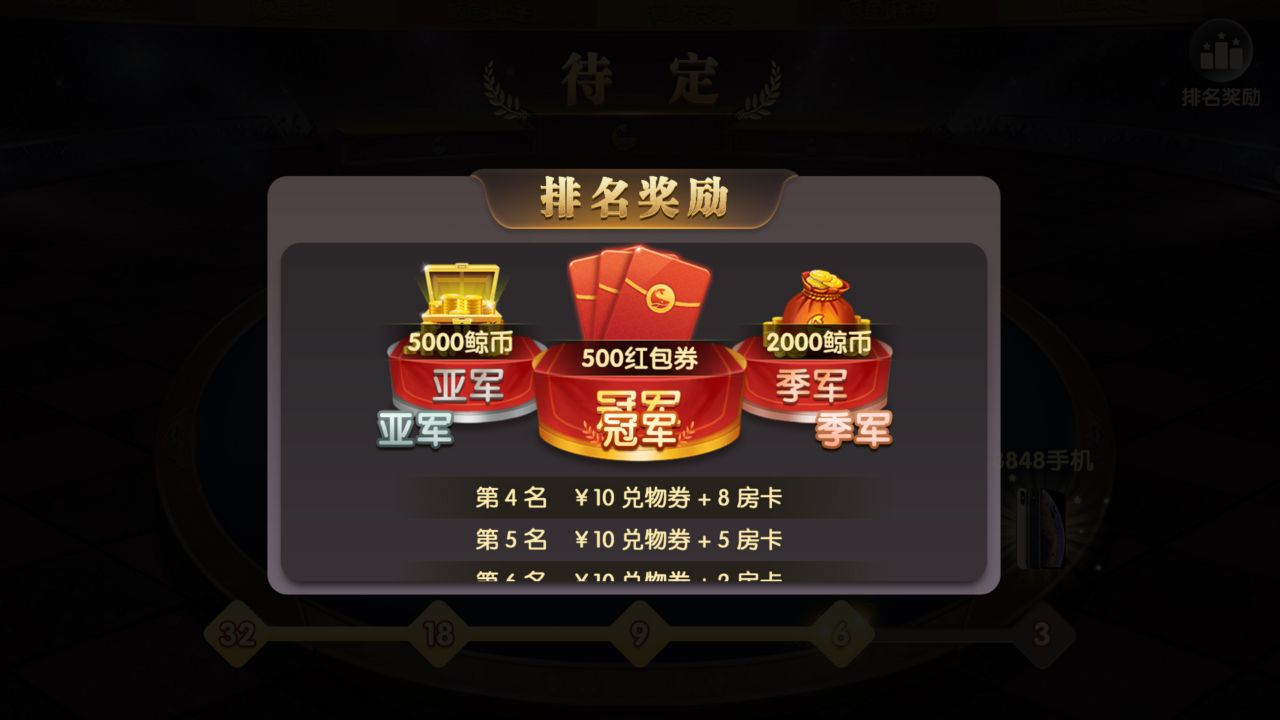 待 定
排名奖励
排名奖励
500红包券
5000鲸币
2000鲸币
亚军
冠军
季军
亚军
冠军
季军
第 4 名 ¥10 兑物券 + 8 房卡
第 5 名 ¥10 兑物券 + 5 房卡
848手机
32 18 9 6 3